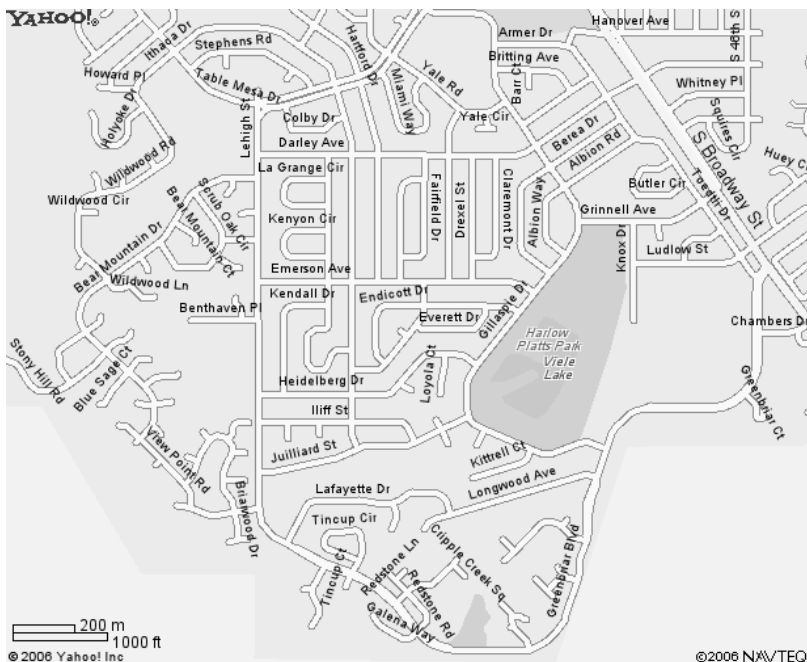 YAHOO!®
Hanover Ave
Armer Dr
S 46th S
Ithaca Dr
Stephens Rd
Hartford Dr
Britting Ave
Howard Pl
Table Mesa Dr
Miami Way
Yale Rd
Barr Ct
Whitney Pl
Holyoke Dr
Lehigh St
Colby Dr
Yale Cir
Squires Cir
S Broadway St
Darley Ave
Berea Dr
Albion Rd
Wildwood Rd
La Grange Cir
Huey C
Wildwood Cir
Scrub Oak Cir
Bear Mountain Ct
Fairfield Dr
Drexel St
Claremont Dr
Albion Way
Butler Cir
Toedtli Dr
Kenyon Cir
Grinnell Ave
Bear Mountain Dr
Knox Dr
Ludlow St
Emerson Ave
Wildwood Ln
Kendall Dr
Endicott Dr
Gillaspie Dr
Benthaven Pl
Everett Dr
Chambers Dr
Harlow
Platts Park
Viele
Lake
Stony Hill Rd
Blue Sage Ct
Heidelberg Dr
Loyola Ct
Greenbriar Ct
Iliff St
View Point Rd
Juilliard St
Kittrell Ct
Longwood Ave
Briarwood Dr
Lafayette Dr
Tincup Cir
Redstone Ln
Cripple Creek Sq
Tincup Ct
Redstone Rd
Greenbriar Blvd
Galena Way
200 m
1000 ft
©2006 Yahoo! Inc
©2006 NAVTEQ